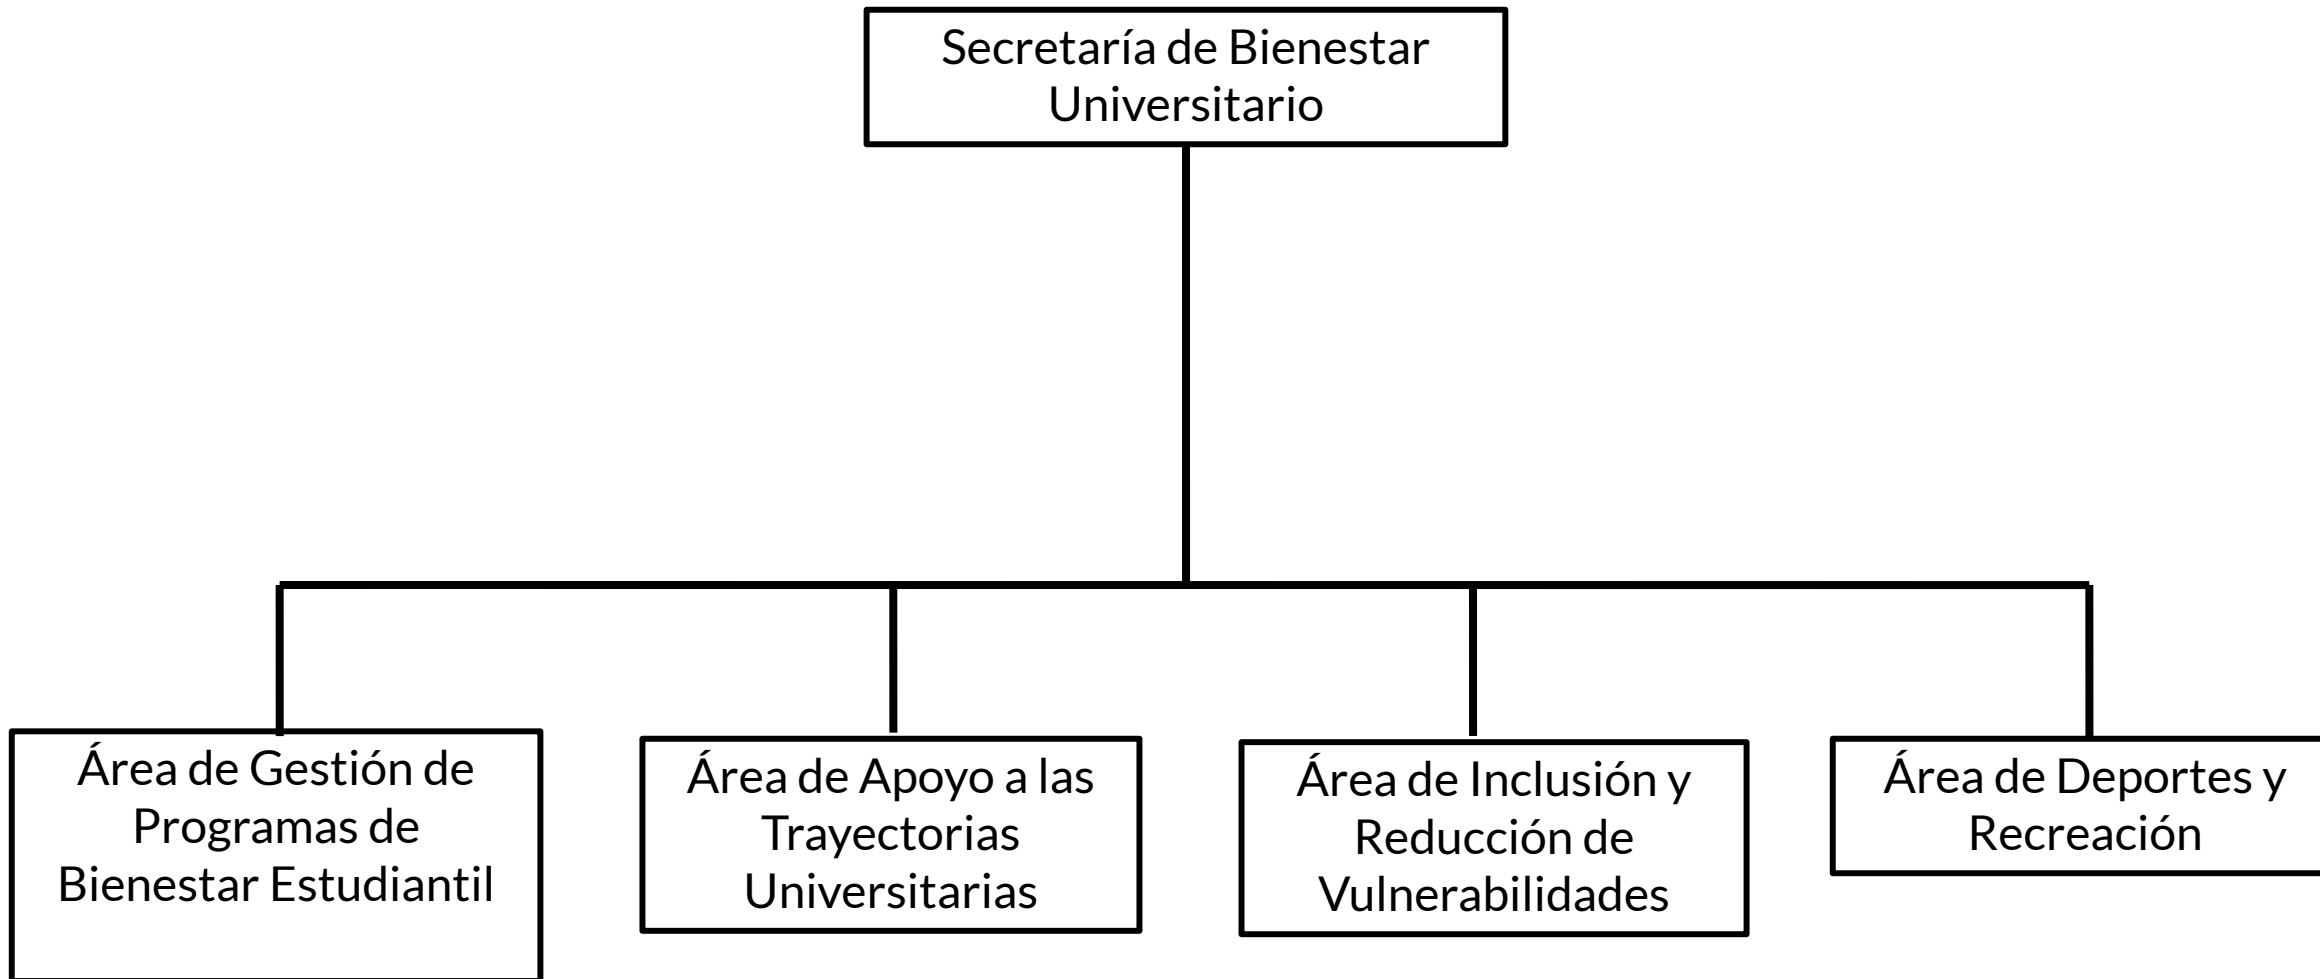 Secretaría de Bienestar
Universitario
Área de Gestión de
Programas de
Bienestar Estudiantil
Área de Apoyo a las
Trayectorias
Universitarias
Área de Inclusión y
Reducción de
Vulnerabilidades
Área de Deportes y
Recreación